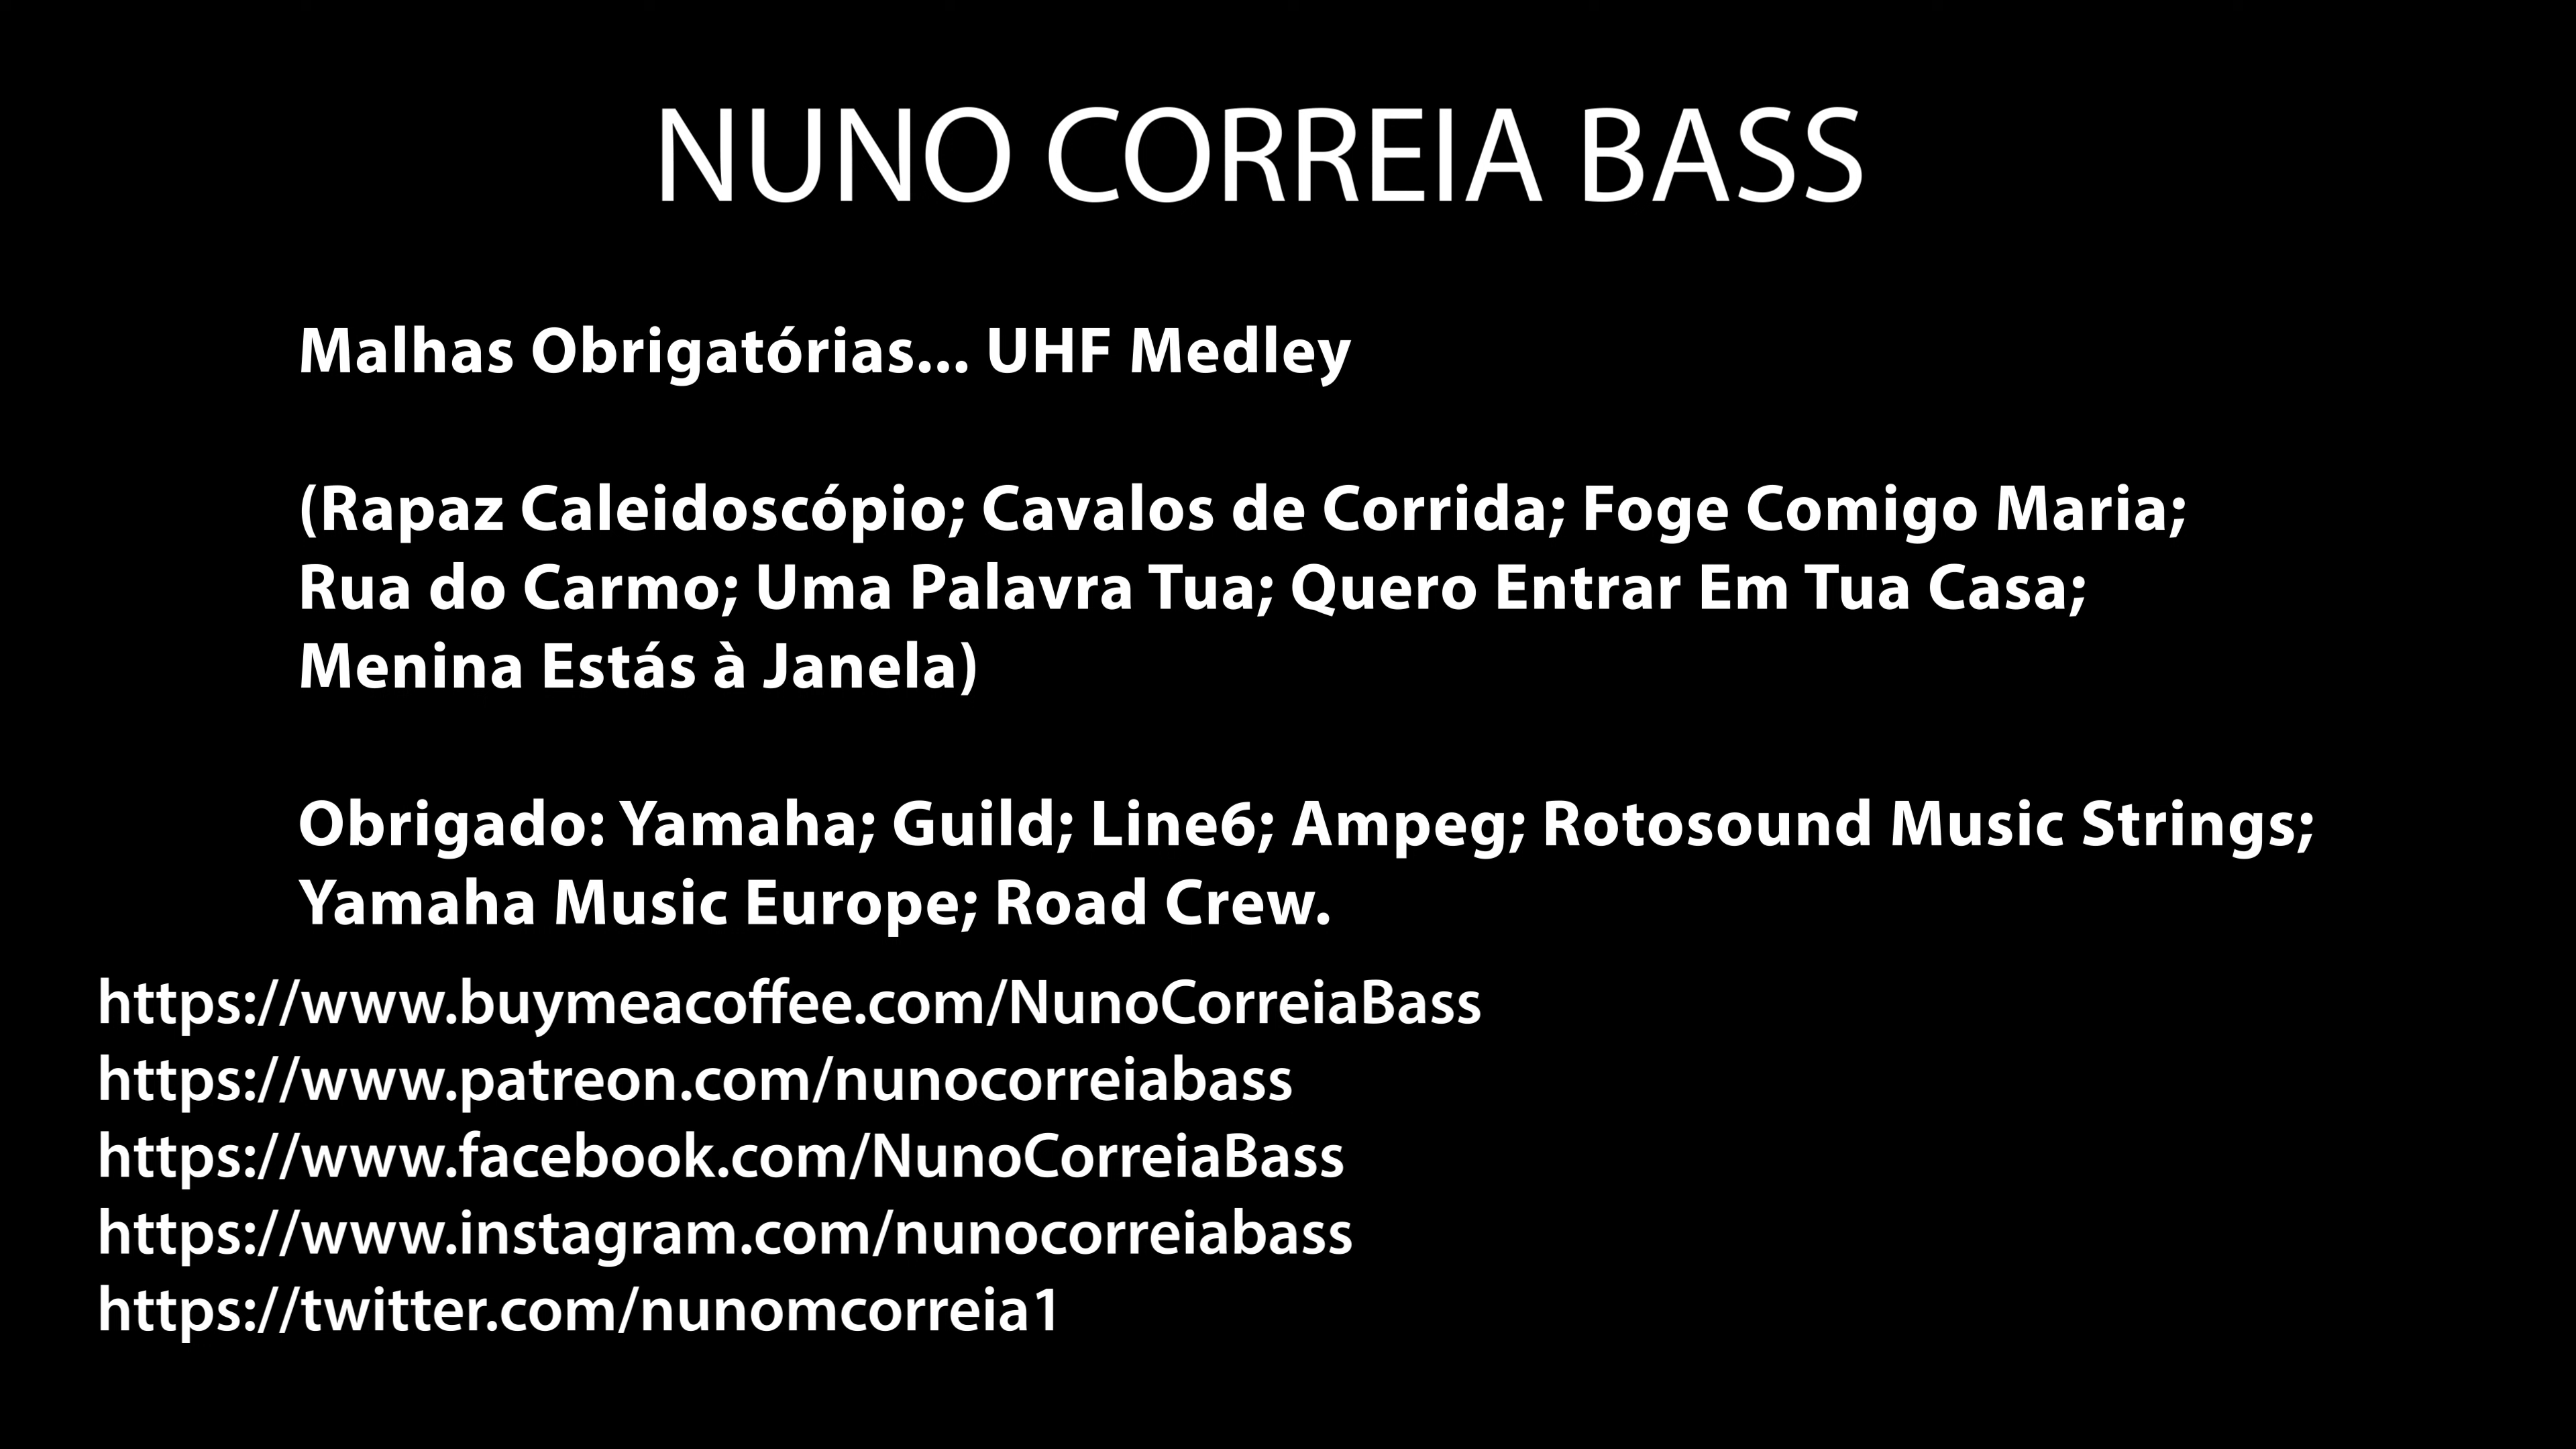 NUNO CORREIA BASS
Malhas Obrigatórias... UHF Medley
(Rapaz Caleidoscópio; Cavalos de Corrida; Foge Comigo Maria;
Rua do Carmo; Uma Palavra Tua; Quero Entrar Em Tua Casa;
Menina Estás à Janela)
Obrigado: Yamaha; Guild; Line6; Ampeg; Rotosound Music Strings;
Yamaha Music Europe; Road Crew.
https://www.buymeacoffee.com/NunoCorreiaBass
https://www.patreon.com/nunocorreiabass
https://www.facebook.com/NunoCorreiaBass
https://www.instagram.com/nunocorreiabass
https://twitter.com/nunomcorreia1